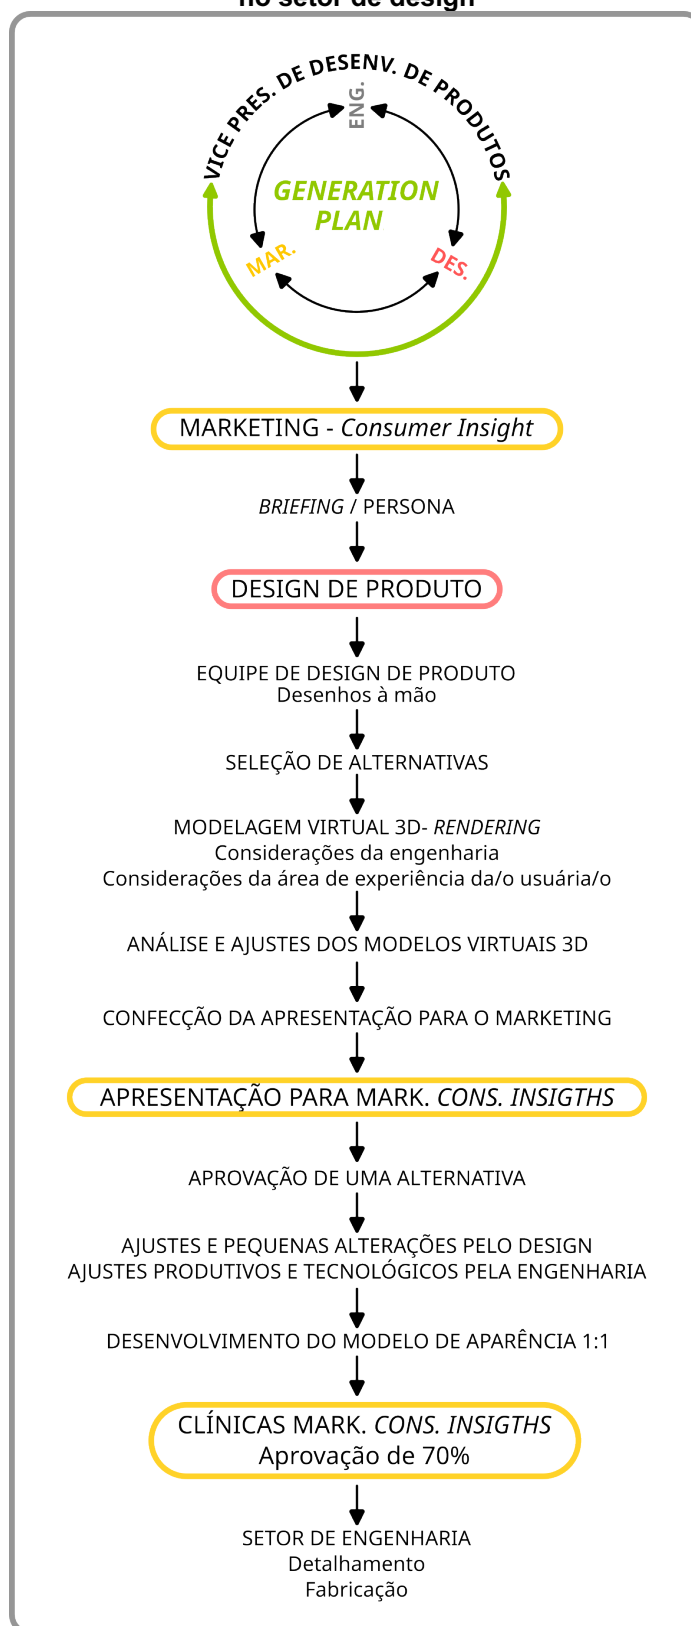 no setor de design
VICE PRES. DE DESENV. DE PRODUTOS
ENG.
GENERATION
PLAN
MAR.
DES.
MARKETING - Consumer Insight
BRIEFING / PERSONA
DESIGN DE PRODUTO
EQUIPE DE DESIGN DE PRODUTO
Desenhos à mão
SELEÇÃO DE ALTERNATIVAS
MODELAGEM VIRTUAL 3D- RENDERING
Considerações da engenharia
Considerações da área de experiência da/o usuária/o
ANÁLISE E AJUSTES DOS MODELOS VIRTUAIS 3D
CONFECÇÃO DA APRESENTAÇÃO PARA O MARKETING
APRESENTAÇÃO PARA MARK. CONS. INSIGTHS
APROVAÇÃO DE UMA ALTERNATIVA
AJUSTES E PEQUENAS ALTERAÇÕES PELO DESIGN
AJUSTES PRODUTIVOS E TECNOLÓGICOS PELA ENGENHARIA
DESENVOLVIMENTO DO MODELO DE APARÊNCIA 1:1
CLÍNICAS MARK. CONS. INSIGTHS
Aprovação de 70%
SETOR DE ENGENHARIA
Detalhamento
Fabricação